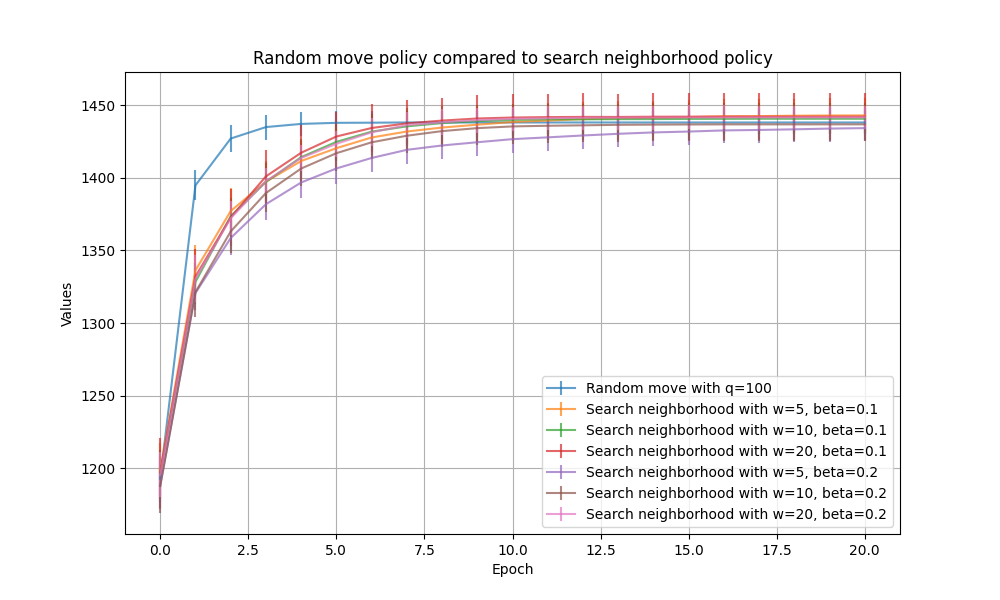 Random move policy compared to search neighborhood policy
Values
1450
1400
1350
1300
1250
1200
Random move with q=100
Search neighborhood with w=5, beta=0.1
Search neighborhood with w=10, beta=0.1
Search neighborhood with w=20, beta=0.1
Search neighborhood with w=5, beta=0.2
Search neighborhood with w=10, beta=0.2
Search neighborhood with w=20, beta=0.2
0.0 2.5 5.0 7.5 10.0 12.5 15.0 17.5 20.0
Epoch